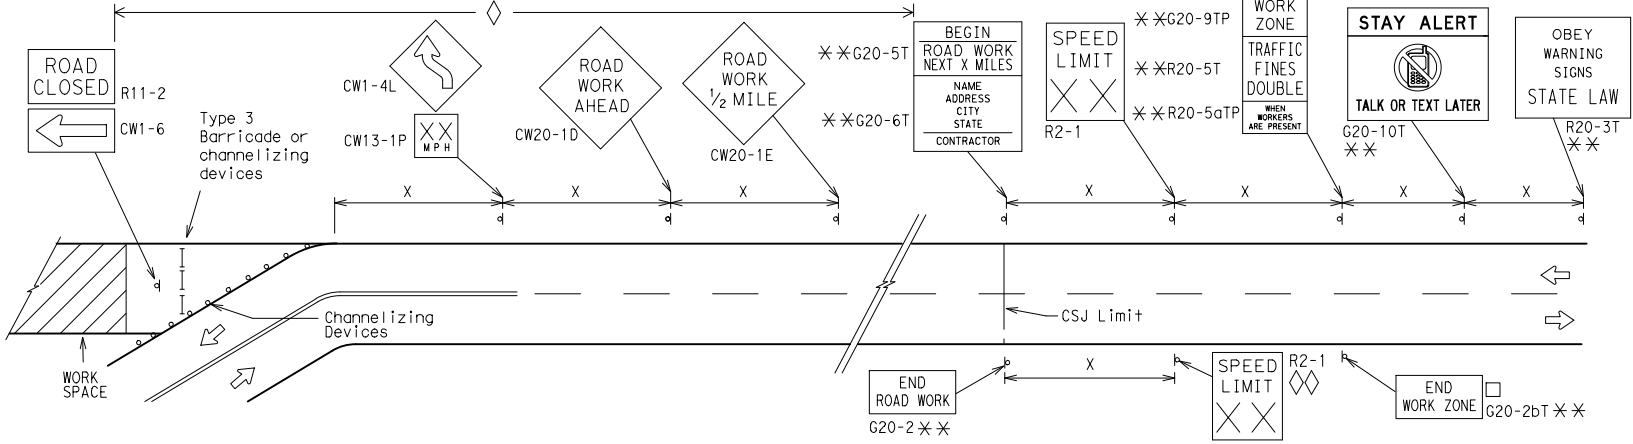 ROAD
CLOSED
R11-2
CW1-6
Type 3
Barricade or
channelizing
devices
CW1-4L
XX
MPH
CW13-1P
ROAD
WORK
AHEAD
CW20-1D
ROAD
WORK
1/2 MILE
CW20-1E
**G20-5T
**G20-6T
BEGIN
ROAD WORK
NEXT X MILES
NAME
ADDRESS
CITY
STATE
CONTRACTOR
SPEED
LIMIT
XX
R2-1
**G20-9TP
**R20-5T
**R20-5aTP
WORK
ZONE
TRAFFIC
FINES
DOUBLE
WHEN
WORKERS
ARE PRESENT
STAY ALERT
TALK OR TEXT LATER
G20-10T
**
OBEY
WARNING
SIGNS
STATE LAW
R20-3T
**
X
X
X
X
X
X
X
Channelizing
Devices
WORK
SPACE
CSJ Limit
X
END
ROAD WORK
G20-2 **
SPEED
LIMIT
XX
R2-1
END
WORK ZONE
G20-2bT **